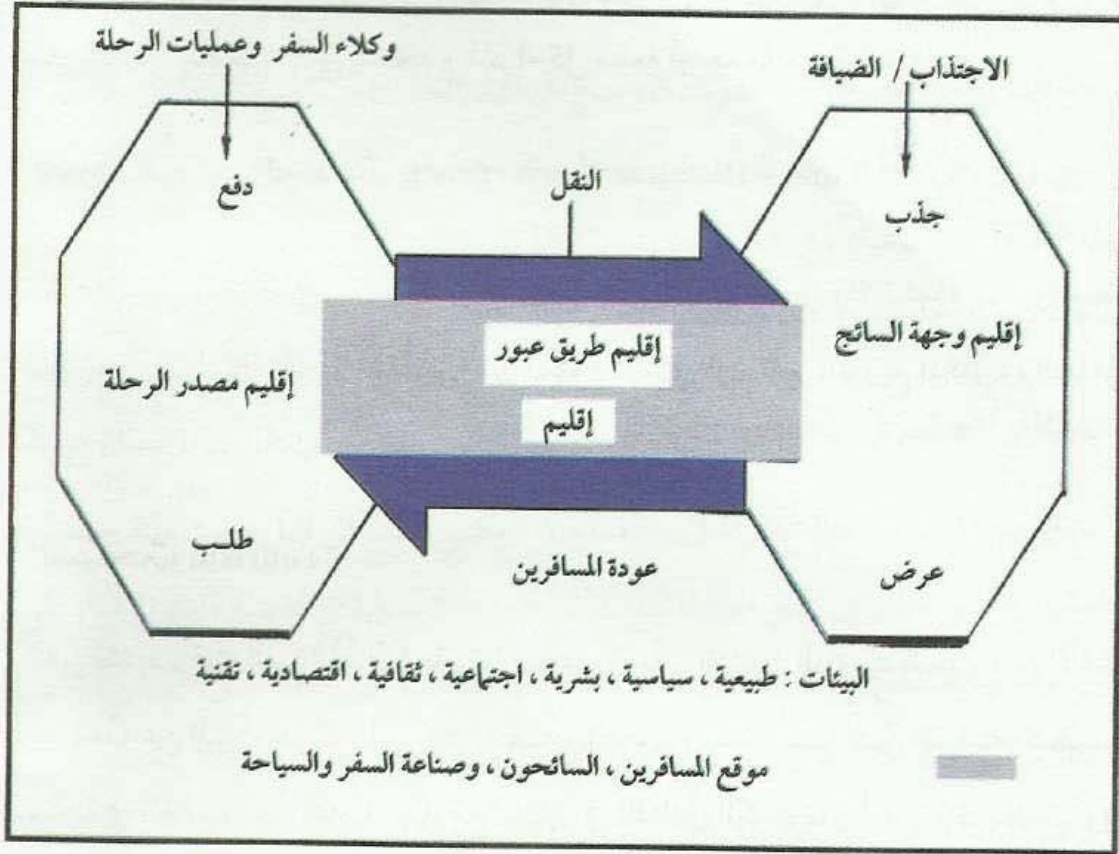 وكلاء السفر وعمليات الرحلة
الاجتذاب / الضيافة
دفع
النقل
جذب
إقليم طريق عبور
إقليم وجهة السائح
إقليم مصدر الرحلة
إقليم
طلب
عودة المسافرين
عرض
البيئات : طبيعية ، سياسية ، بشرية ، اجتماعية ، ثقافية ، اقتصادية ، تقنية
موقع المسافرين ، السائحون ، وصناعة السفر والسياحة